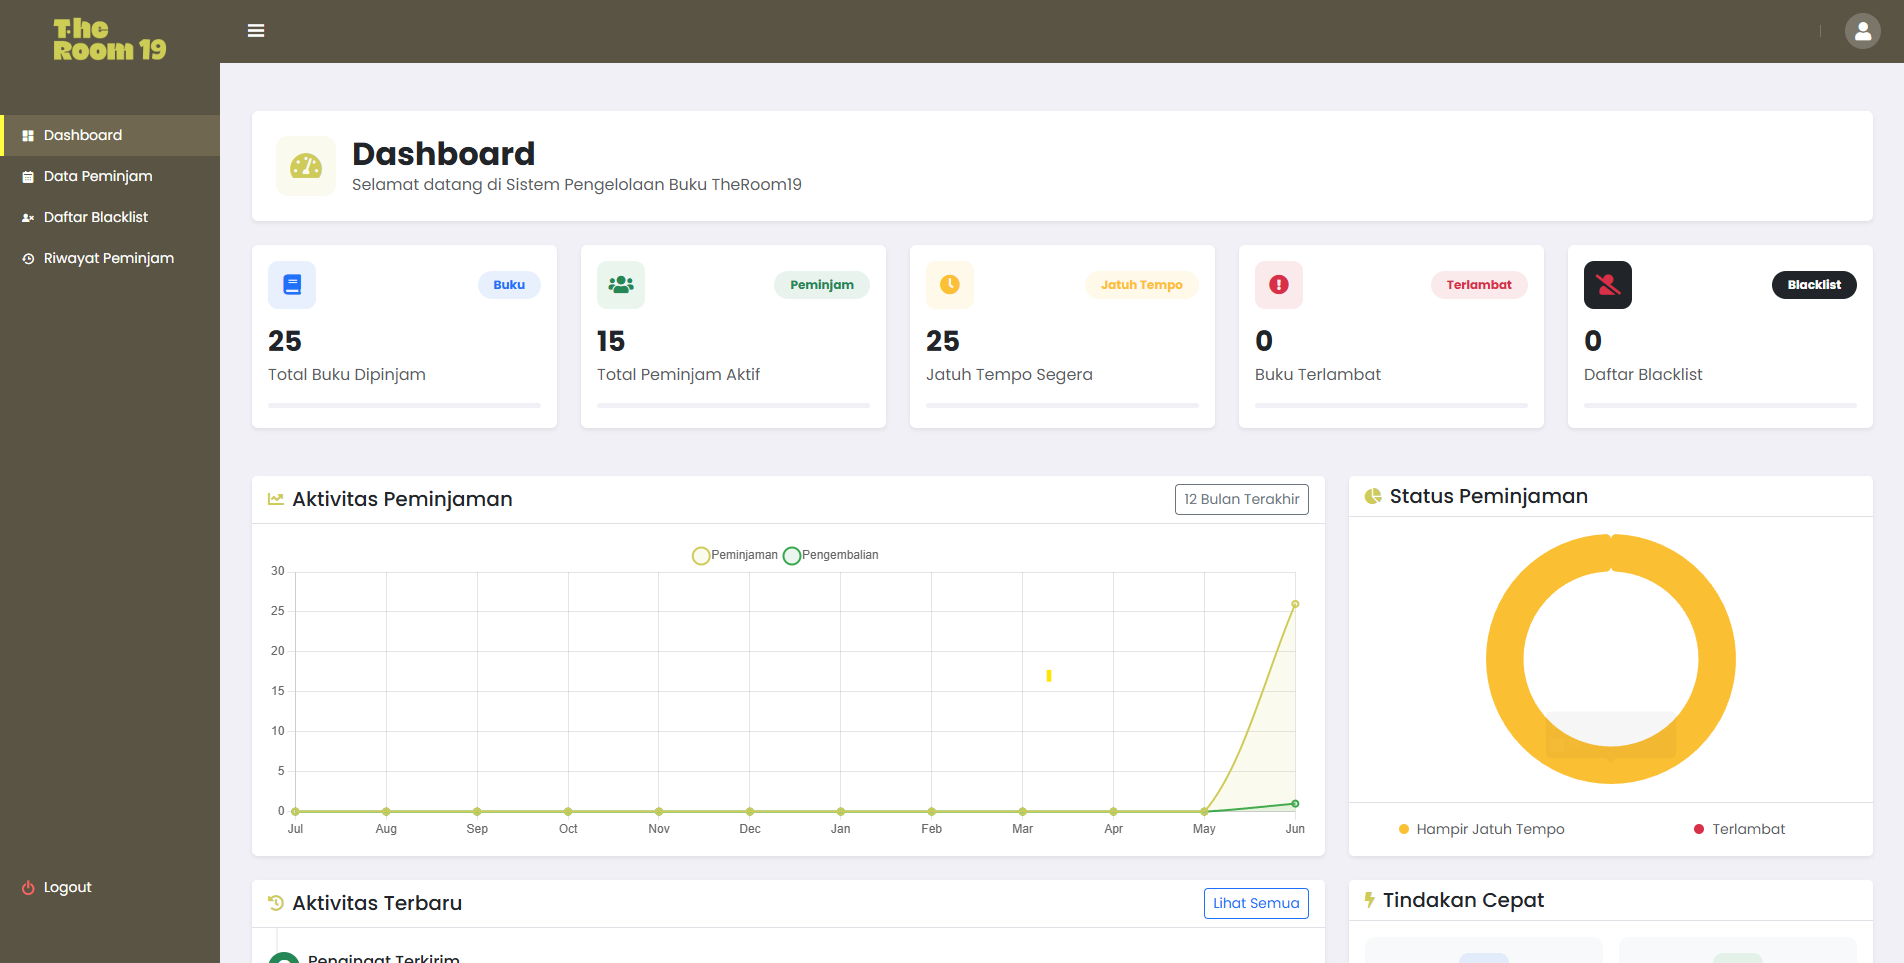 The
Room 19
Dashboard
Data Peminjam
Daftar Blacklist
Riwayat Peminjam
Logout
Dashboard
Selamat datang di Sistem Pengelolaan Buku TheRoom19
Buku
25
Total Buku Dipinjam
Peminjam
15
Total Peminjam Aktif
Jatuh Tempo
25
Jatuh Tempo Segera
Terlambat
0
Buku Terlambat
Blacklist
0
Daftar Blacklist
Aktivitas Peminjaman
12 Bulan Terakhir
Peminjaman Pengembalian
30
25
20
15
10
5
0
Jul Aug Sep Oct Nov Dec Jan Feb Mar Apr May Jun
Status Peminjaman
Hampir Jatuh Tempo
Terlambat
Aktivitas Terbaru
Lihat Semua
Pengingat Terkirim
Tindakan Cepat